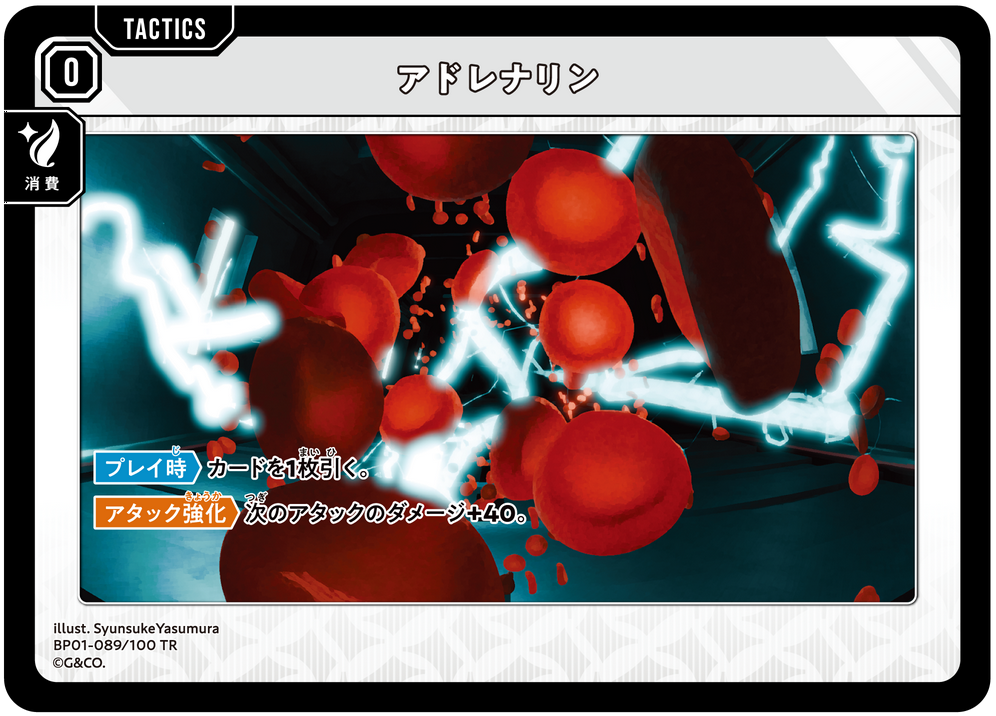 TACTICS
0
アドレナリン
消費
プレイ時 カードを1枚引く。
アタック強化 次のアタックのダメージ+40。
illust. SyunsukeYasumura
BP01-089/100 TR
©G&CO.